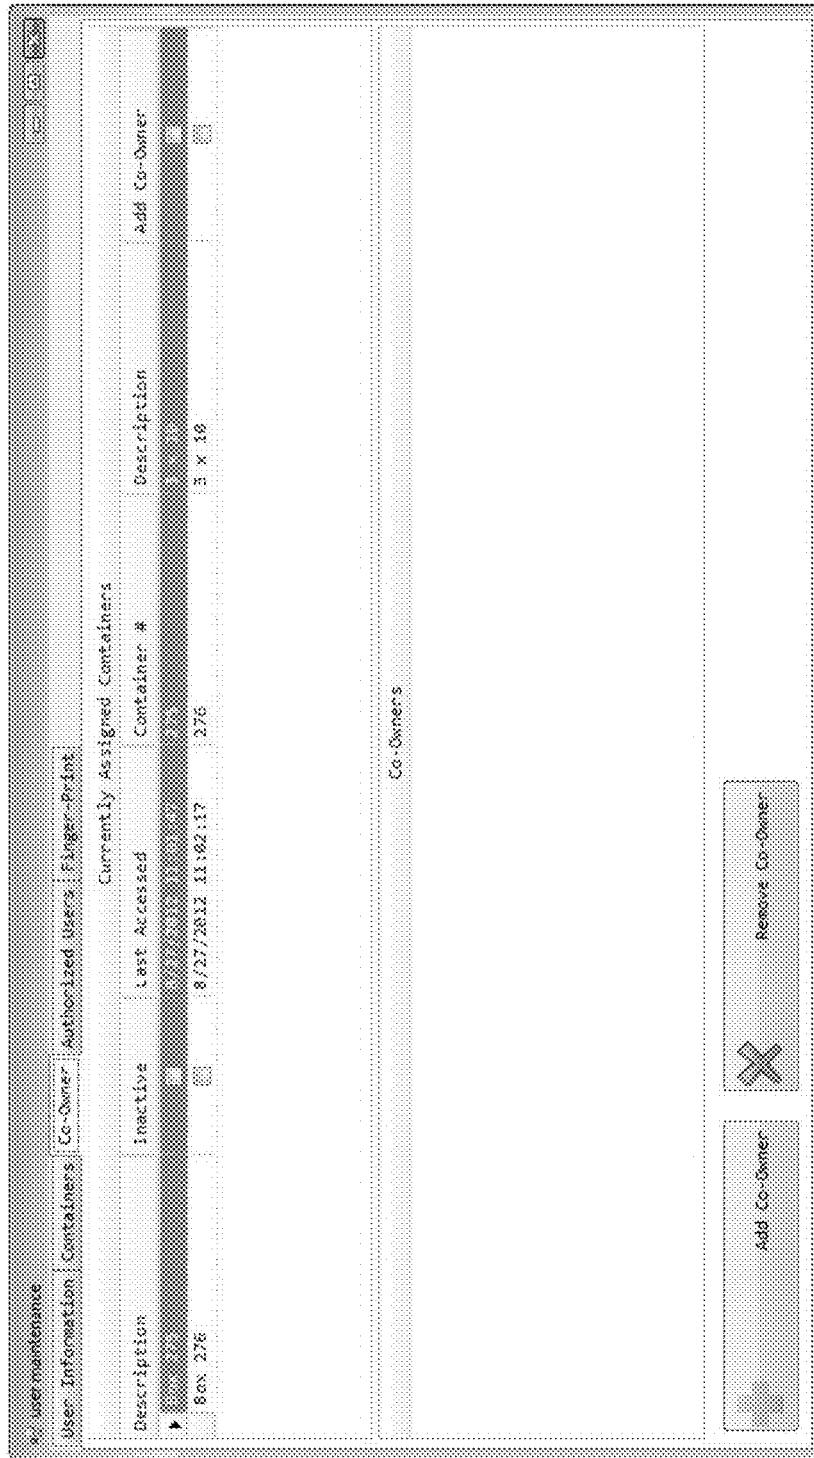 user maintenance
User Information Containers Co-Owner Authorized Users Finger-Print
Currently Assigned Containers
Description Inactive Last Accessed Container # Description Add Co-Owner
Box 276 8/27/2012 11:02:17 276 3 x 10
Co-Owners
Add Co-Owner Remove Co-Owner